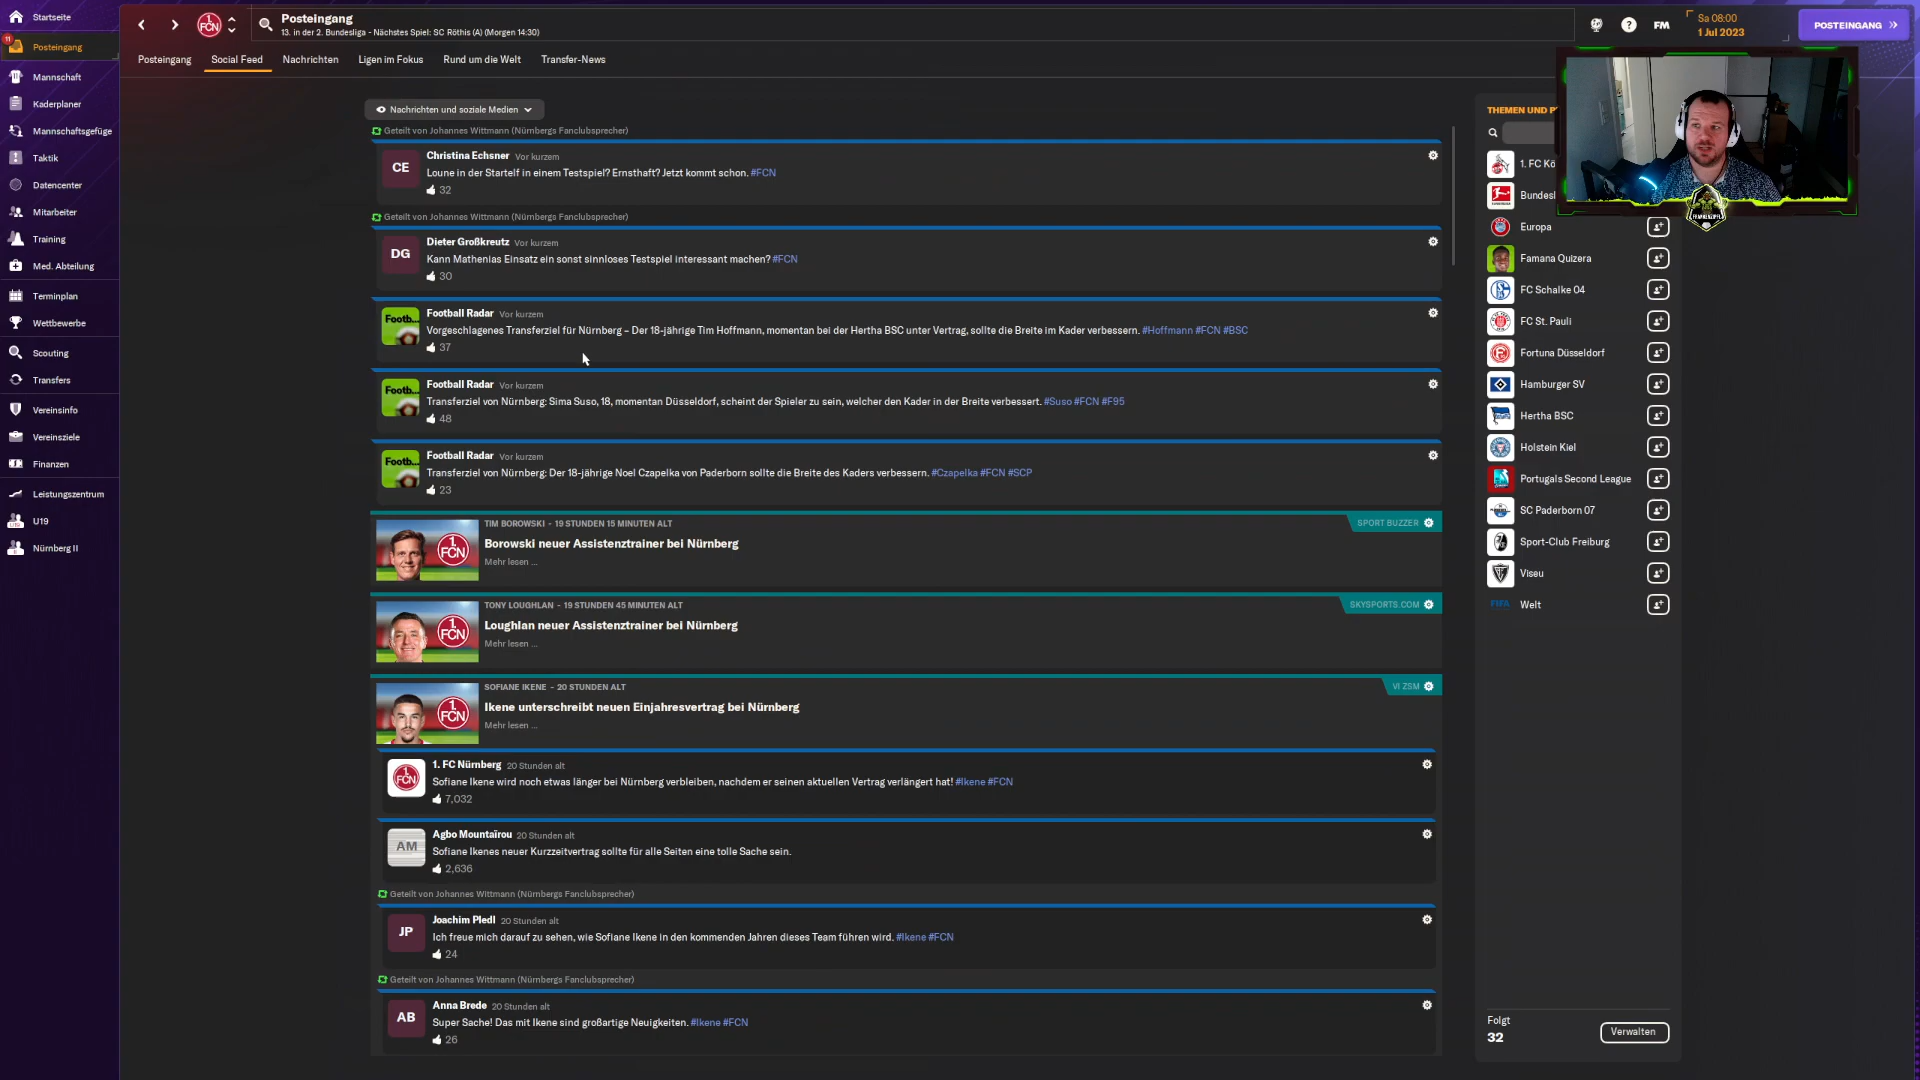 Startseite
11
Posteingang
Mannschaft
Kaderplaner
Mannschaftsgefüge
Taktik
Datencenter
Mitarbeiter
Training
Med. Abteilung
Terminplan
Wettbewerbe
Scouting
Transfers
Vereinsinfo
Vereinsziele
Finanzen
Leistungszentrum
U19
Nürnberg II
Posteingang
13. in der 2. Bundesliga - Nächstes Spiel: SC Röthis (A) (Morgen 14:30)
FM
Sa 08:00
1 Jul 2023
POSTEINGANG
Posteingang
Social Feed
Nachrichten
Ligen im Fokus
Rund um die Welt
Transfer-News
Nachrichten und soziale Medien
Geteilt von Johannes Wittmann (Nürnbergs Fanclubsprecher)
CE
Christina Echsner Vor kurzem
Loune in der Startelf in einem Testspiel? Ernsthaft? Jetzt kommt schon. #FCN
32
Geteilt von Johannes Wittmann (Nürnbergs Fanclubsprecher)
DG
Dieter Großkreutz Vor kurzem
Kann Mathenias Einsatz ein sonst sinnloses Testspiel interessant machen? #FCN
30
Footb...
Football Radar Vor kurzem
Vorgeschlagenes Transferziel für Nürnberg – Der 18-jährige Tim Hoffmann, momentan bei der Hertha BSC unter Vertrag, sollte die Breite im Kader verbessern. #Hoffmann #FCN #BSC
37
Footb...
Football Radar Vor kurzem
Transferziel von Nürnberg: Sima Suso, 18, momentan Düsseldorf, scheint der Spieler zu sein, welcher den Kader in der Breite verbessert. #Suso #FCN #F95
48
Footb...
Football Radar Vor kurzem
Transferziel von Nürnberg: Der 18-jährige Noel Czapelka von Paderborn sollte die Breite des Kaders verbessern. #Czapelka #FCN #SCP
23
TIM BOROWSKI - 19 STUNDEN 15 MINUTEN ALT
SPORT BUZZER
Borowski neuer Assistenztrainer bei Nürnberg
Mehr lesen ...
TONY LOUGHLAN - 19 STUNDEN 45 MINUTEN ALT
SKYSPORTS.COM
Loughlan neuer Assistenztrainer bei Nürnberg
Mehr lesen ...
SOFIANE IKENE - 20 STUNDEN ALT
VI ZSM
Ikene unterschreibt neuen Einjahresvertrag bei Nürnberg
Mehr lesen ...
1. FC Nürnberg 20 Stunden alt
Sofiane Ikene wird noch etwas länger bei Nürnberg verbleiben, nachdem er seinen aktuellen Vertrag verlängert hat! #Ikene #FCN
7,032
AM
Agbo Mountaïrou 20 Stunden alt
Sofiane Ikenes neuer Kurzzeitvertrag sollte für alle Seiten eine tolle Sache sein.
2,636
Geteilt von Johannes Wittmann (Nürnbergs Fanclubsprecher)
JP
Joachim Pledl 20 Stunden alt
Ich freue mich darauf zu sehen, wie Sofiane Ikene in den kommenden Jahren dieses Team führen wird. #Ikene #FCN
24
Geteilt von Johannes Wittmann (Nürnbergs Fanclubsprecher)
AB
Anna Brede 20 Stunden alt
Super Sache! Das mit Ikene sind großartige Neuigkeiten. #Ikene #FCN
26
THEMEN UND P
1. FC Kö
Bundesl
Europa
Famana Quizera
FC Schalke 04
FC St. Pauli
Fortuna Düsseldorf
Hamburger SV
Hertha BSC
Holstein Kiel
Portugals Second League
SC Paderborn 07
Sport-Club Freiburg
Viseu
FIFA
Welt
Folgt
32
Verwalten